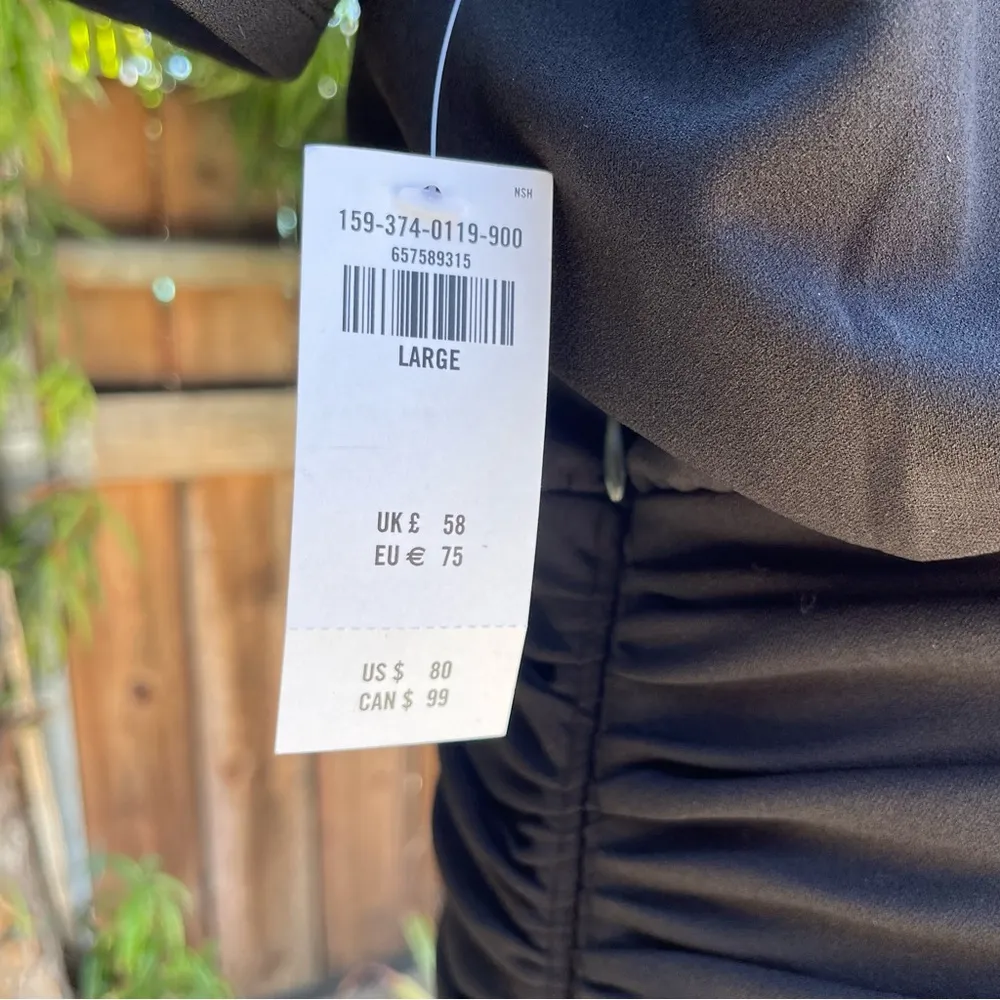 NSH
159-374-0119-900
657589315
LARGE
UK £ 58
EU € 75
US $ 80
CAN $ 99